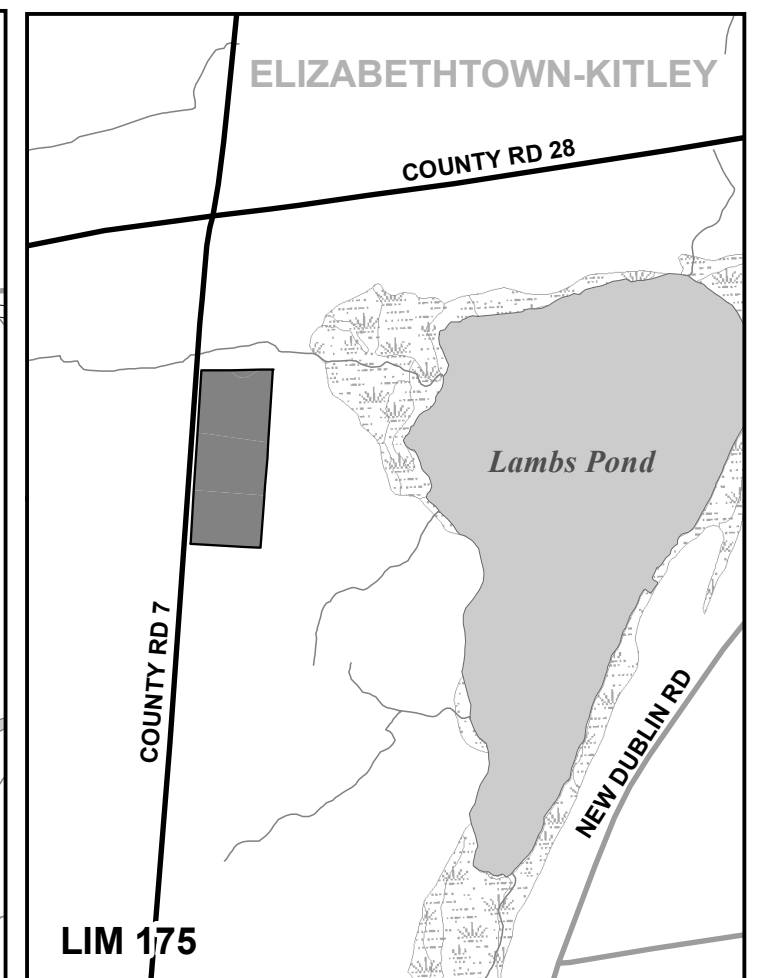 ELIZABETHTOWN-KITLEY
COUNTY RD 28
Lambs Pond
COUNTY RD 7
NEW DUBLIN RD
LIM 175